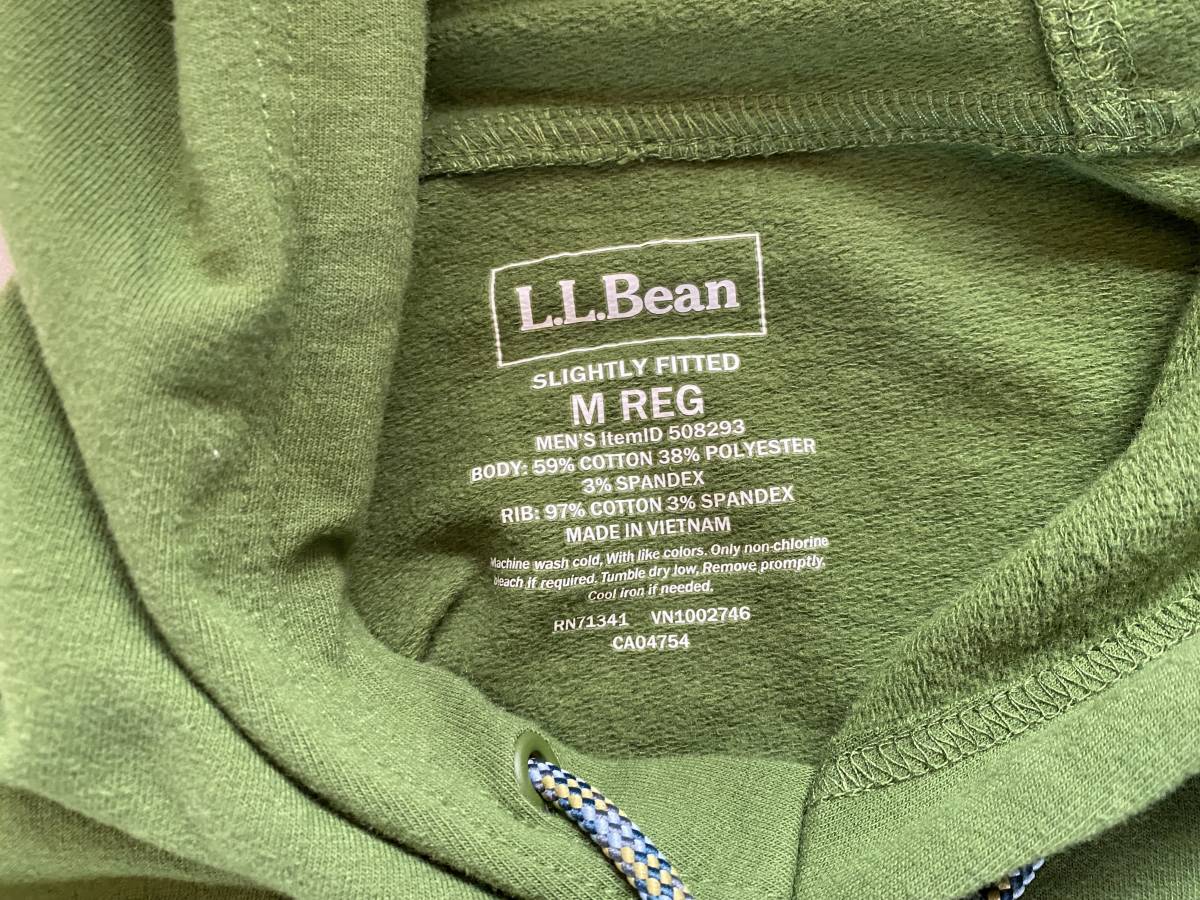 L.L.Bean
SLIGHTLY FITTED
M REG
MEN'S ItemID 508293
BODY: 59% COTTON 38% POLYESTER
3% SPANDEX
RIB: 97% COTTON 3% SPANDEX
MADE IN VIETNAM
Machine wash cold, With like colors. Only non-chlorine
bleach if required. Tumble dry low, Remove promptly.
Cool iron if needed.
RN71341 VN1002746
CA04754